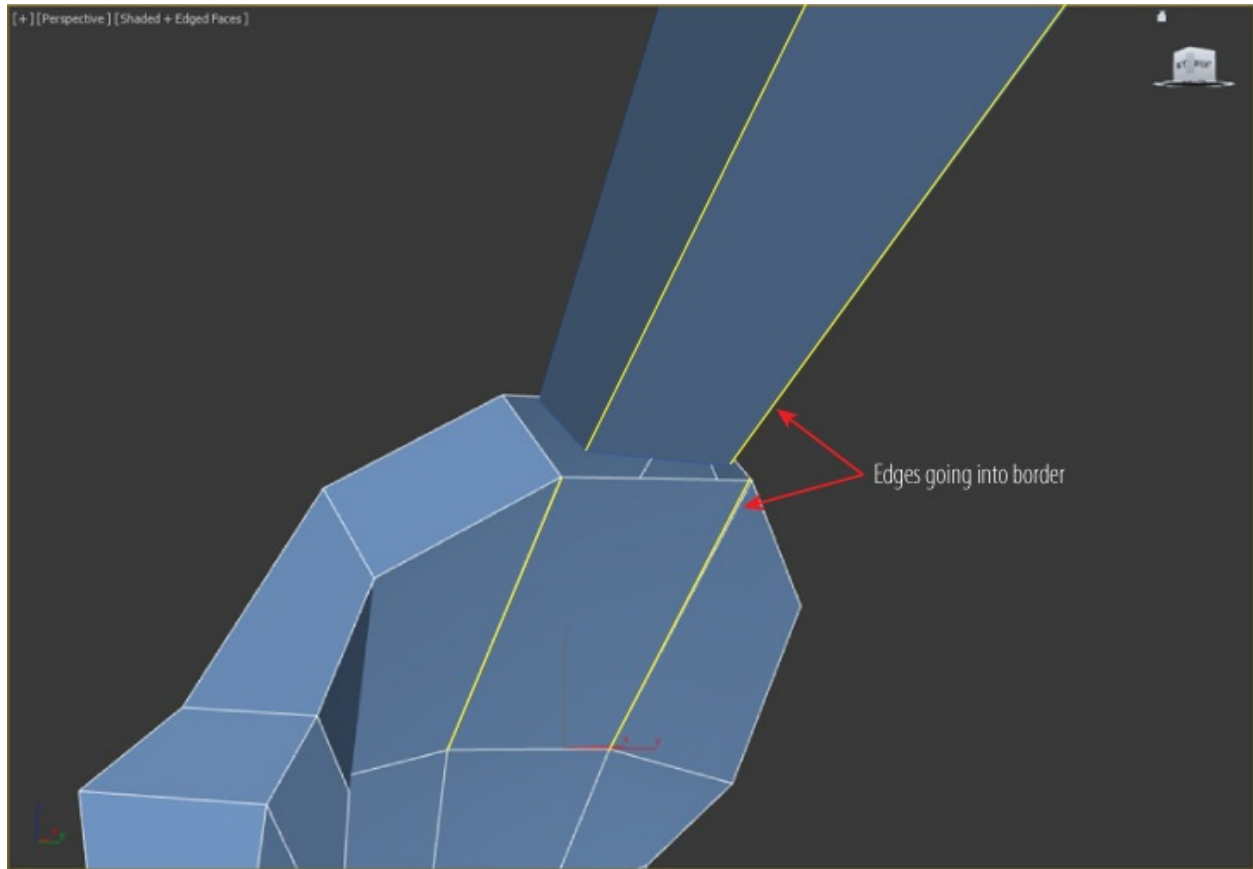 [+] [Perspective ] [Shaded + Edged Faces ]
Edges going into border
x
y